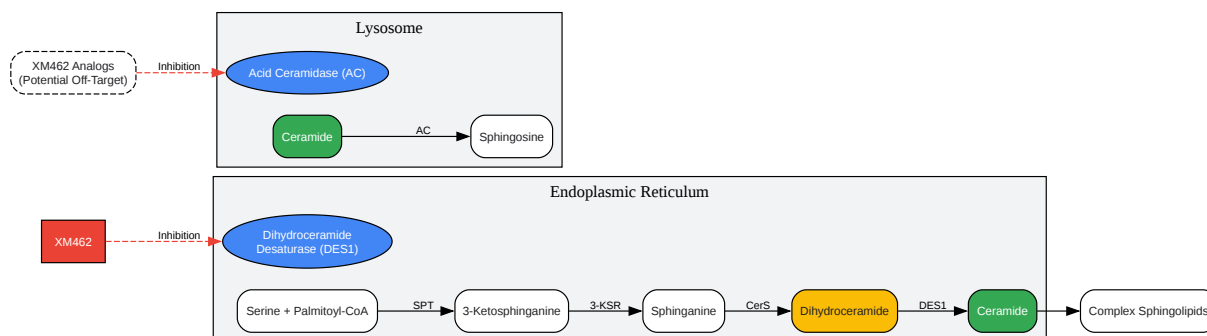 Lysosome
XM462 Analogs
(Potential Off-Target)
Inhibition
Acid Ceramidase (AC)
Ceramide
AC
Sphingosine
Endoplasmic Reticulum
XM462
Inhibition
Dihydroceramide
Desaturase (DES1)
Serine + Palmitoyl-CoA
SPT
3-Ketosphinganine
3-KSR
Sphinganine
CerS
Dihydroceramide
DES1
Ceramide
Complex Sphingolipids